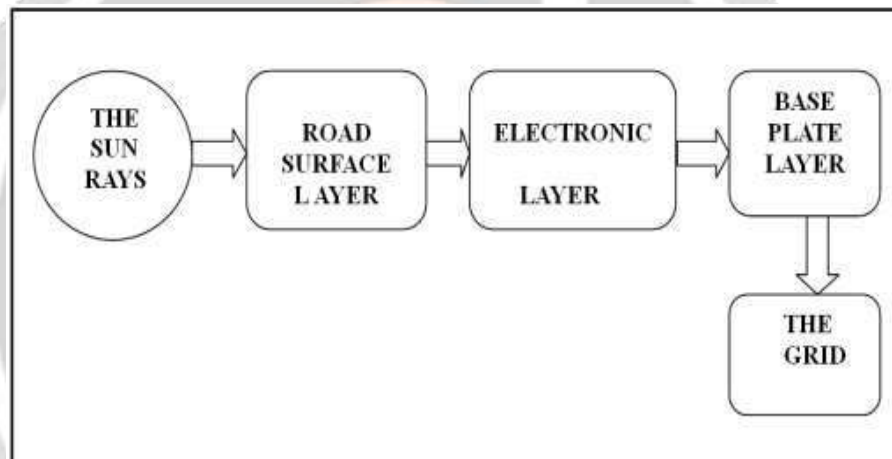 THE
SUN
RAYS
ROAD
SURFACE
L AYER
ELECTRONIC
LAYER
BASE
PLATE
LAYER
THE
GRID